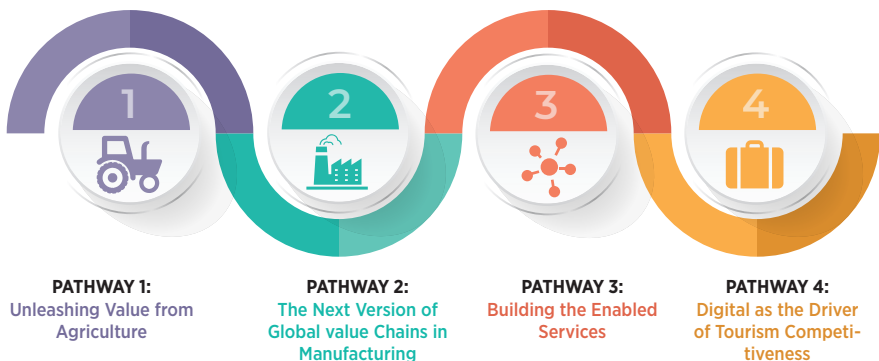 1
2
3
4
PATHWAY 1:
Unleashing Value from
Agriculture
PATHWAY 2:
The Next Version of
Global value Chains in
Manufacturing
PATHWAY 3:
Building the Enabled
Services
PATHWAY 4:
Digital as the Driver
of Tourism Competi-
tiveness